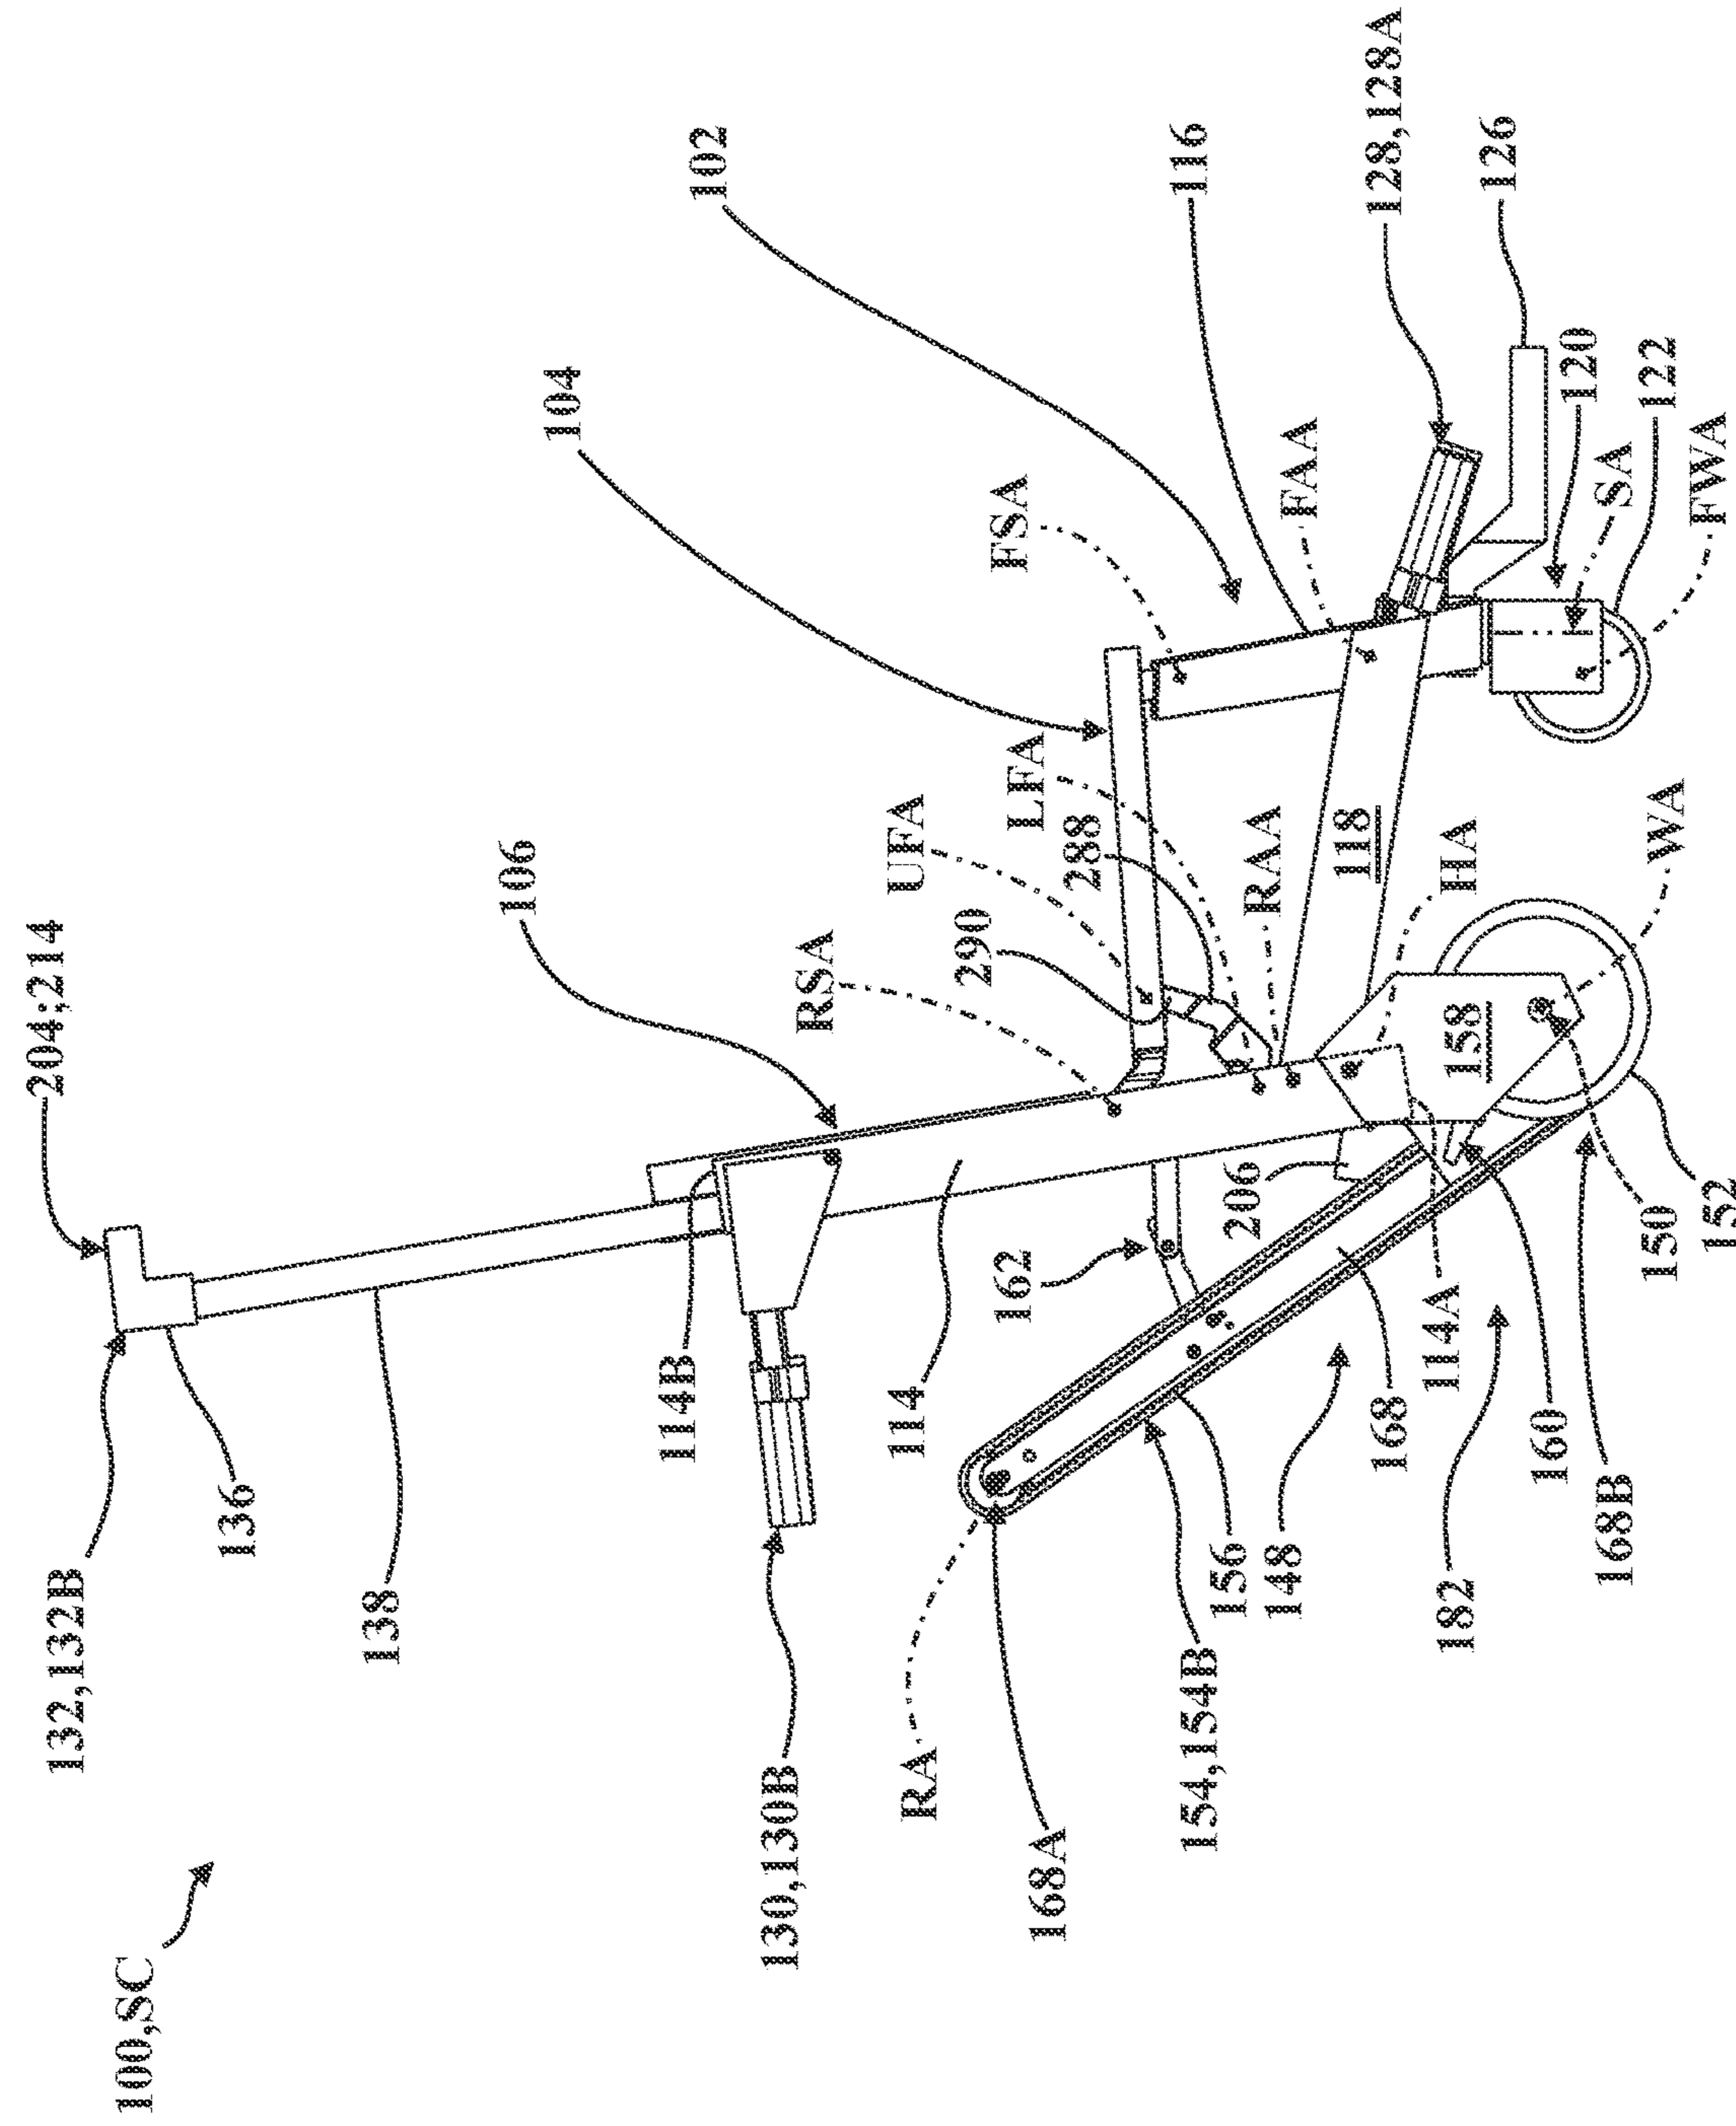 100,SC
132,132B
204;214
136
138
106
104
102
130,130B
114B
114
RSA
UFA
290
LFA
288
FSA
116
RA
168A
162
206
RAA
118
FAA
128,128A
126
154,154B
156
148
168
114A
HA
158
182
160
168B
150
152
WA
120
SA
122
FWA